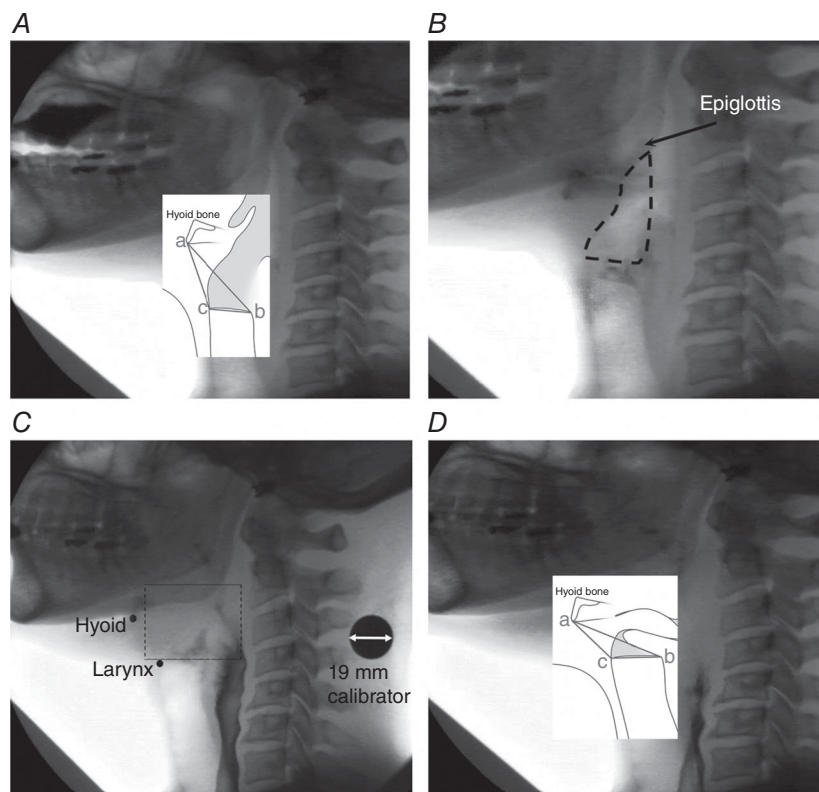 A
Hyoid bone
a
c
b
B
Epiglottis
C
Hyoid
Larynx
19 mm
calibrator
D
Hyoid bone
a
c
b